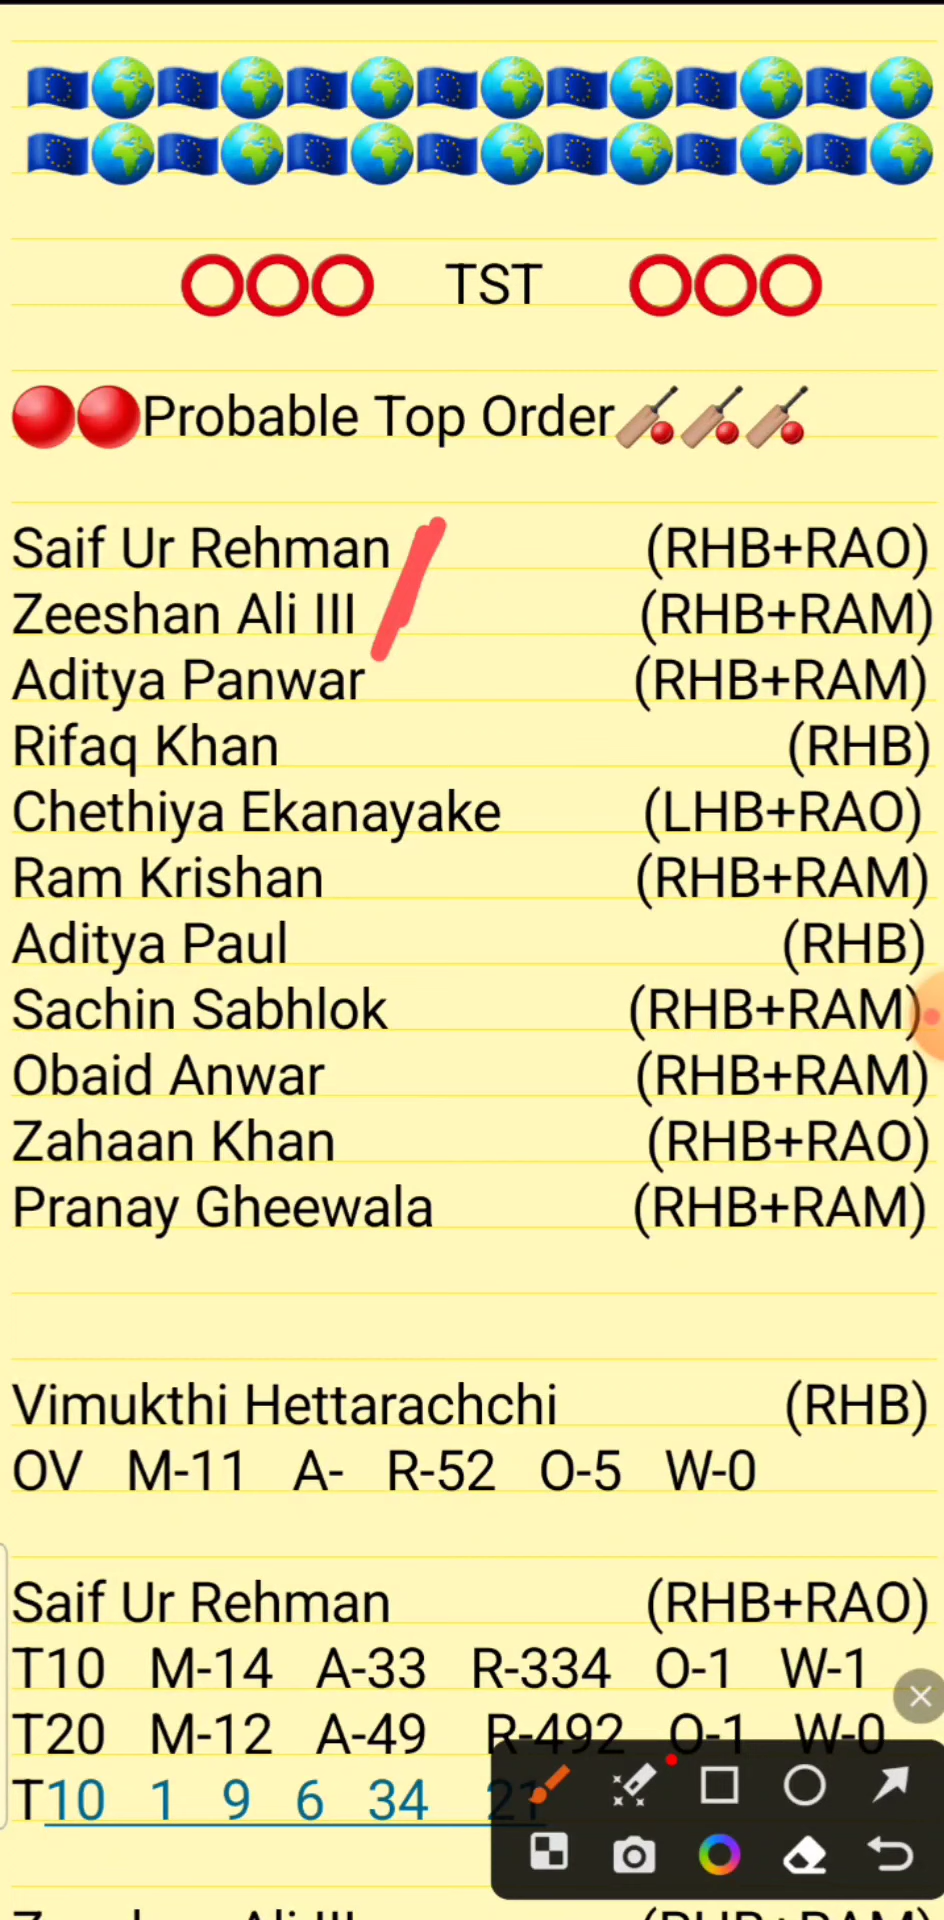 TST
Probable Top Order
Saif Ur Rehman (RHB+RAO)
Zeeshan Ali III (RHB+RAM)
Aditya Panwar (RHB+RAM)
Rifaq Khan (RHB)
Chethiya Ekanayake (LHB+RAO)
Ram Krishan (RHB+RAM)
Aditya Paul (RHB)
Sachin Sabhlok (RHB+RAM)
Obaid Anwar (RHB+RAM)
Zahaan Khan (RHB+RAO)
Pranay Gheewala (RHB+RAM)
Vimukthi Hettarachchi (RHB)
OV M-11 A- R-52 O-5 W-0
Saif Ur Rehman (RHB+RAO)
T10 M-14 A-33 R-334 O-1 W-1
T20 M-12 A-49 R-492 O-1 W-0
T10 1 9 6 34 21